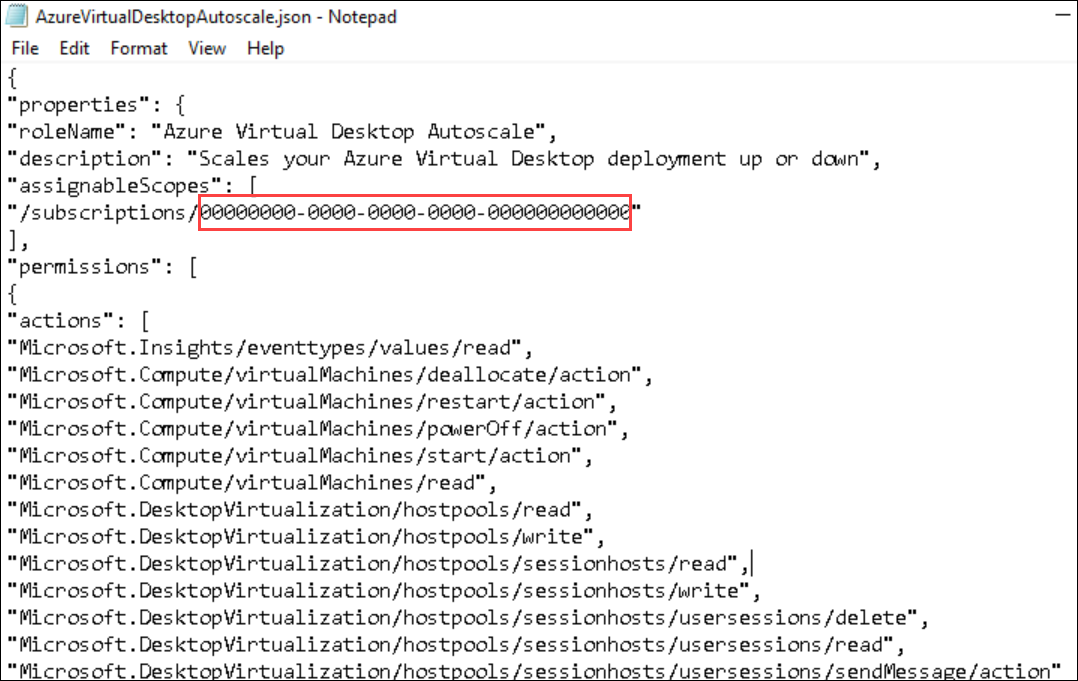 AzureVirtualDesktopAutoscale.json - Notepad
File Edit Format View Help
{
"properties": {
"roleName": "Azure Virtual Desktop Autoscale",
"description": "Scales your Azure Virtual Desktop deployment up or down",
"assignableScopes": [
"/subscriptions/00000000-0000-0000-0000-000000000000"
],
"permissions": [
{
"actions": [
"Microsoft.Insights/eventtypes/values/read",
"Microsoft.Compute/virtualMachines/deallocate/action",
"Microsoft.Compute/virtualMachines/restart/action",
"Microsoft.Compute/virtualMachines/powerOff/action",
"Microsoft.Compute/virtualMachines/start/action",
"Microsoft.Compute/virtualMachines/read",
"Microsoft.DesktopVirtualization/hostpools/read",
"Microsoft.DesktopVirtualization/hostpools/write",
"Microsoft.DesktopVirtualization/hostpools/sessionhosts/read",
"Microsoft.DesktopVirtualization/hostpools/sessionhosts/write",
"Microsoft.DesktopVirtualization/hostpools/sessionhosts/usersessions/delete",
"Microsoft.DesktopVirtualization/hostpools/sessionhosts/usersessions/read",
"Microsoft.DesktopVirtualization/hostpools/sessionhosts/usersessions/sendMessage/action"